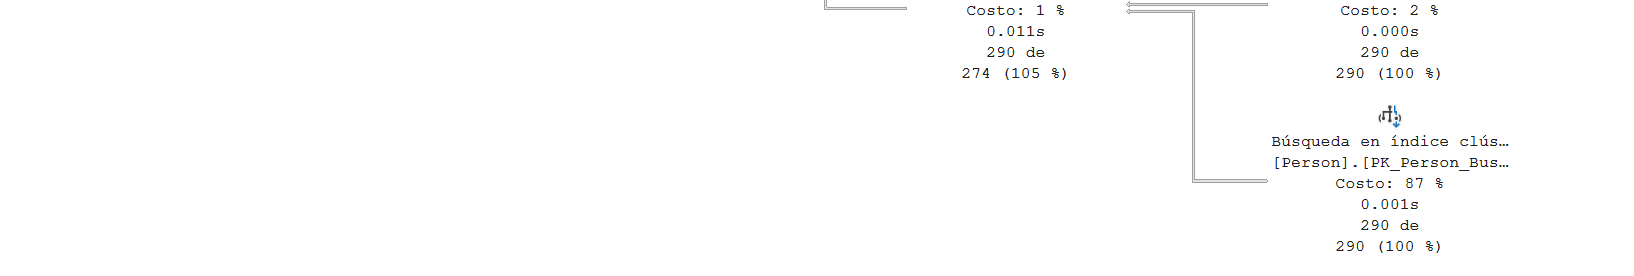 Costo: 1 %
0.011s
290 de
274 (105 %)
Costo: 2 %
0.000s
290 de
290 (100 %)
Búsqueda en índice clús…
[Person].[PK_Person_Bus…
Costo: 87 %
0.001s
290 de
290 (100 %)